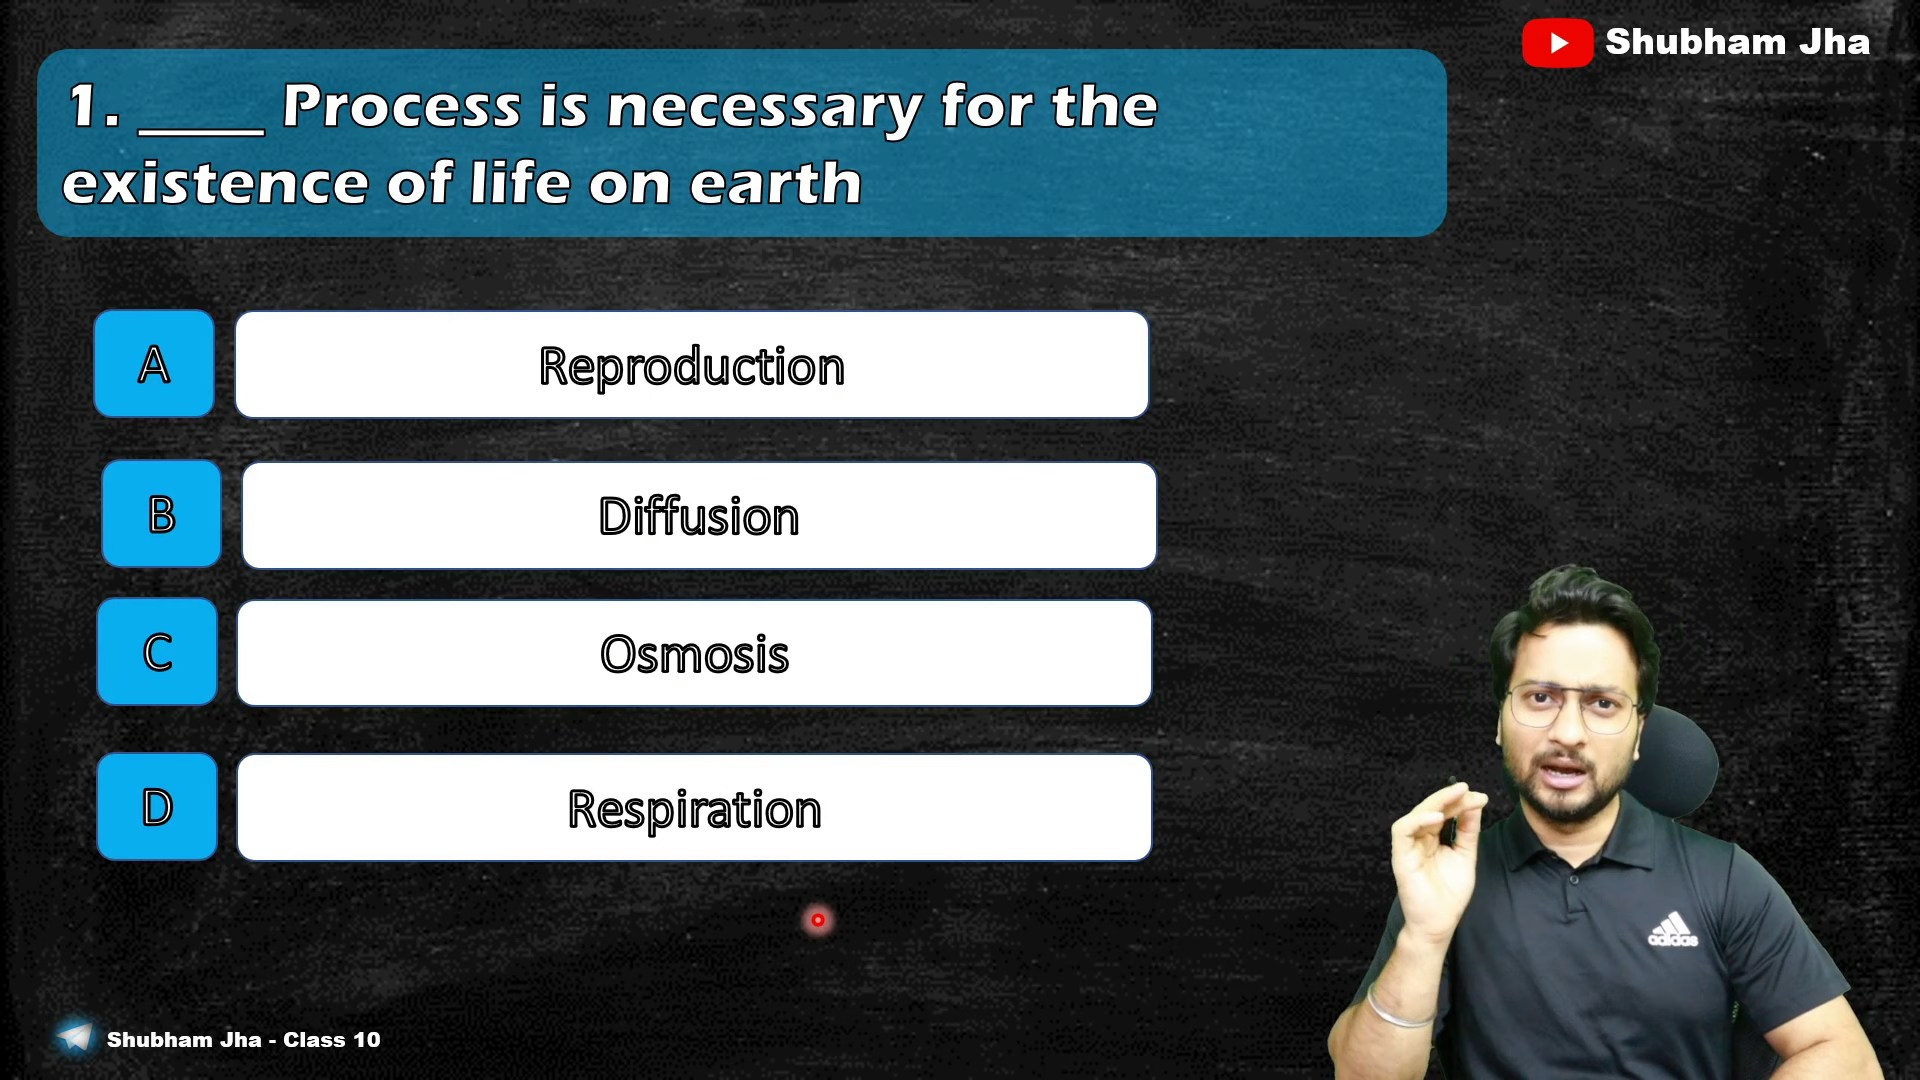 Shubham Jha
1. ____ Process is necessary for the
existence of life on earth
A
Reproduction
B
Diffusion
C
Osmosis
D
Respiration
adidas
Shubham Jha - Class 10